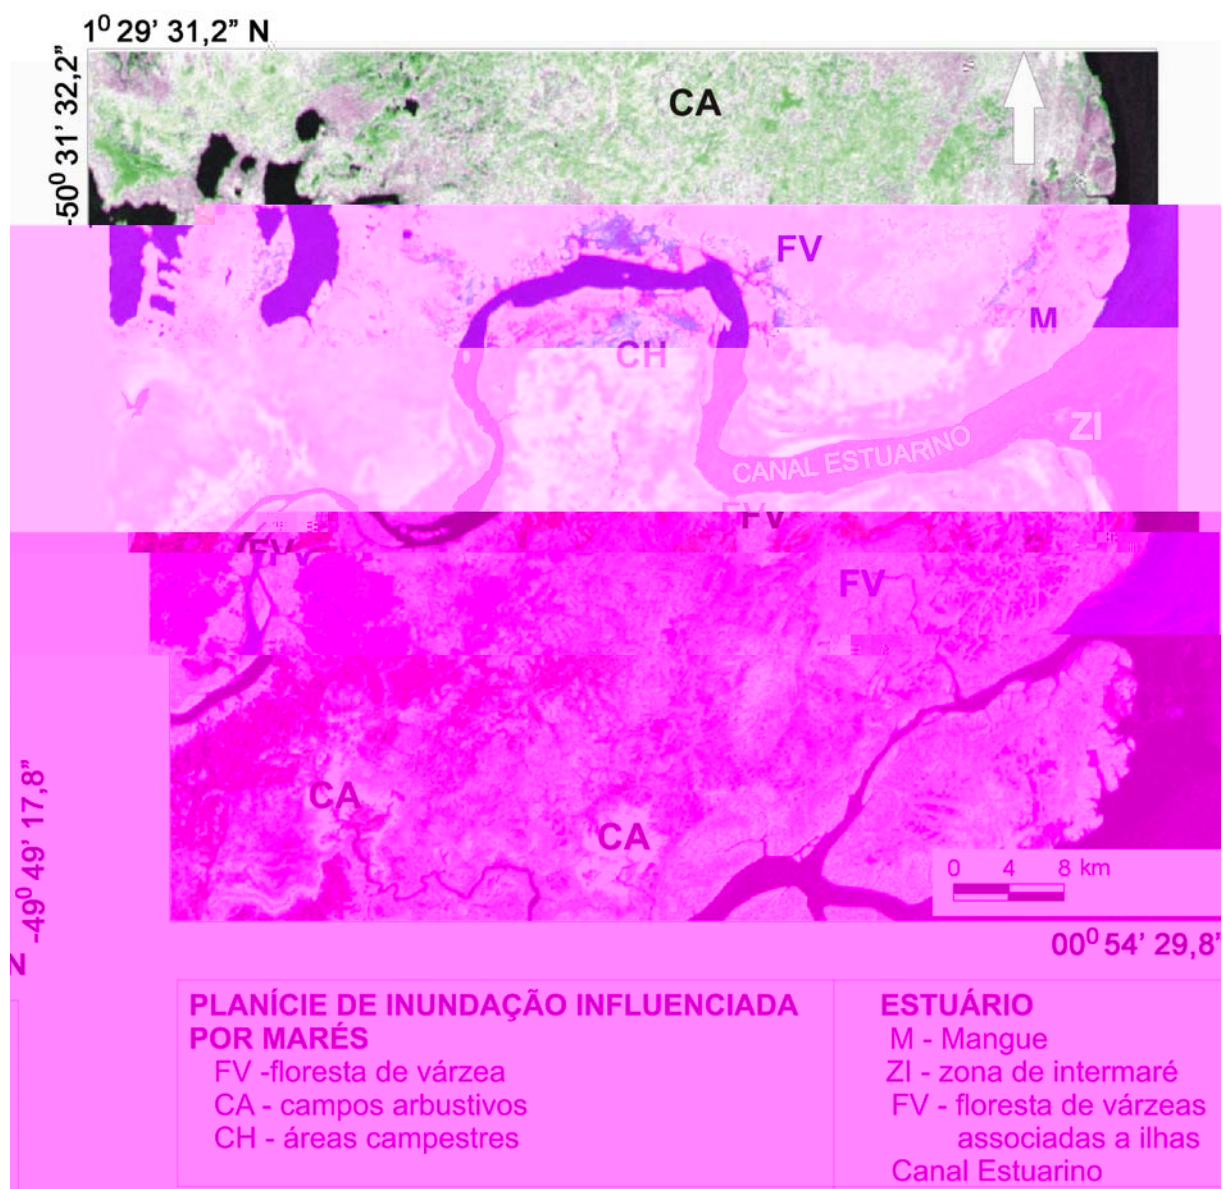 1⁰ 29’ 31,2” N
-50⁰ 31’ 32,2”
CA
FV
M
CH
ZI
CANAL ESTUARINO
FV
FV
FV
CA
CA
0 4 8 km
-49⁰ 49’ 17,8”
N
00⁰ 54’ 29,8”
PLANÍCIE DE INUNDAÇÃO INFLUENCIADA
POR MARÉS
FV -floresta de várzea
CA - campos arbustivos
CH - áreas campestres
ESTUÁRIO
M - Mangue
ZI - zona de intermaré
FV - floresta de várzeas
associadas a ilhas
Canal Estuarino